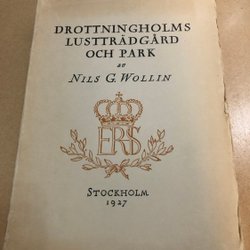 DROTTNINGHOLMS
LUSTTRÄDGÅRD
OCH PARK
av
NILS G. WOLLIN
ERS
STOCKHOLM
1927